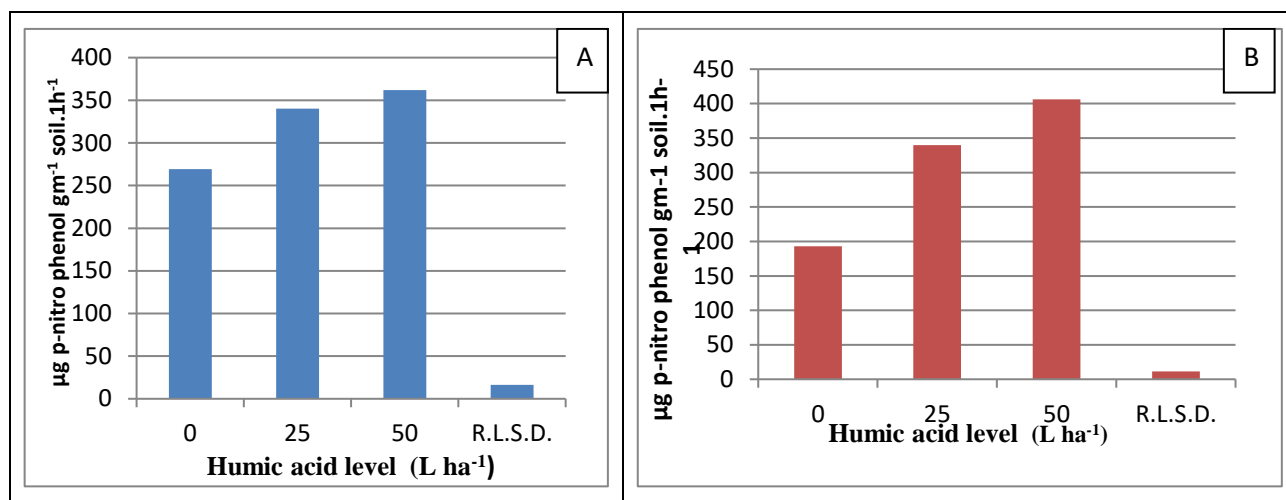 A
µg p-nitro phenol gm⁻¹ soil.1h⁻¹
400
350
300
250
200
150
100
50
0
0 25 50 R.L.S.D.
Humic acid level (L ha⁻¹)
B
µg p-nitro phenol gm-1 soil.1h-
1
450
400
350
300
250
200
150
100
50
0
0 25 50 R.L.S.D.
Humic acid level (L ha⁻¹)